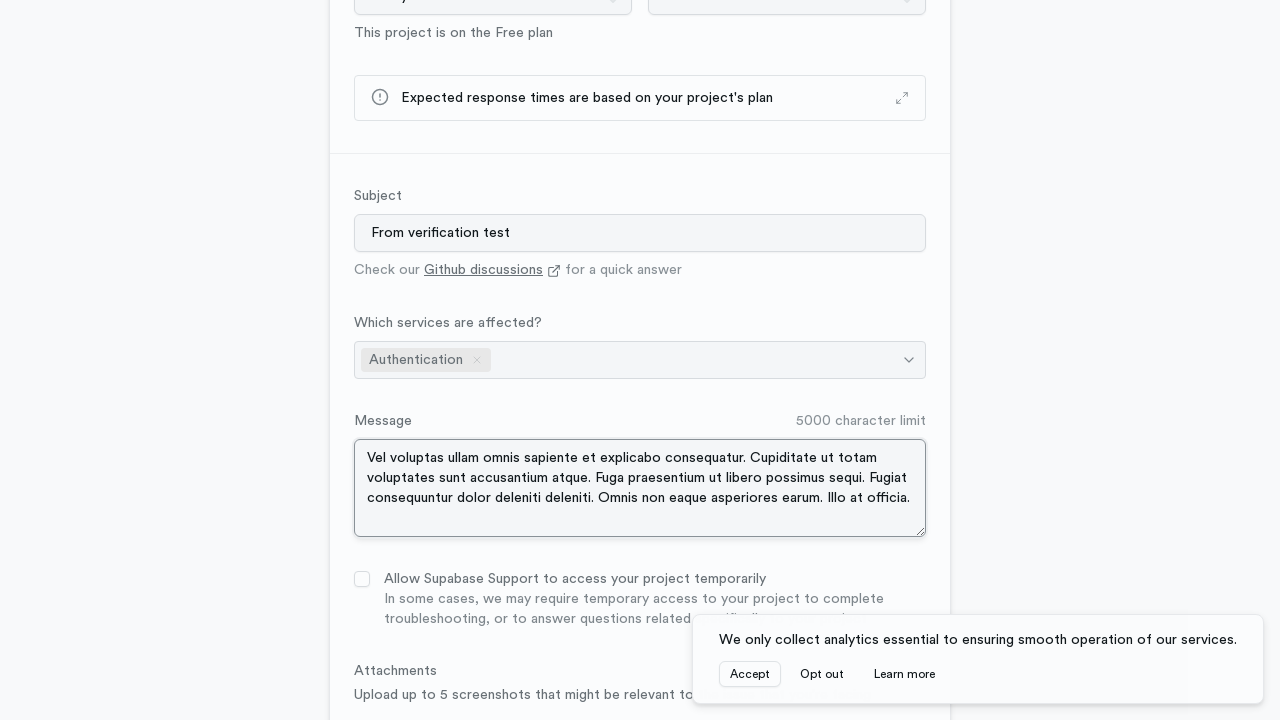 This project is on the Free plan
Expected response times are based on your project's plan
Subject
From verification test
Check our Github discussions for a quick answer
Which services are affected?
Authentication
Message
5000 character limit
Vel voluptas ullam omnis sapiente et explicabo consequatur. Cupiditate ut totam
voluptates sunt accusantium atque. Fuga praesentium ut libero possimus sequi. Fugiat
consequuntur dolor deleniti deleniti. Omnis non eaque asperiores earum. Illo at officia.
Allow Supabase Support to access your project temporarily
In some cases, we may require temporary access to your project to complete
troubleshooting, or to answer questions related
We only collect analytics essential to ensuring smooth operation of our services.
Accept
Opt out
Learn more
Attachments
Upload up to 5 screenshots that might be relevant to